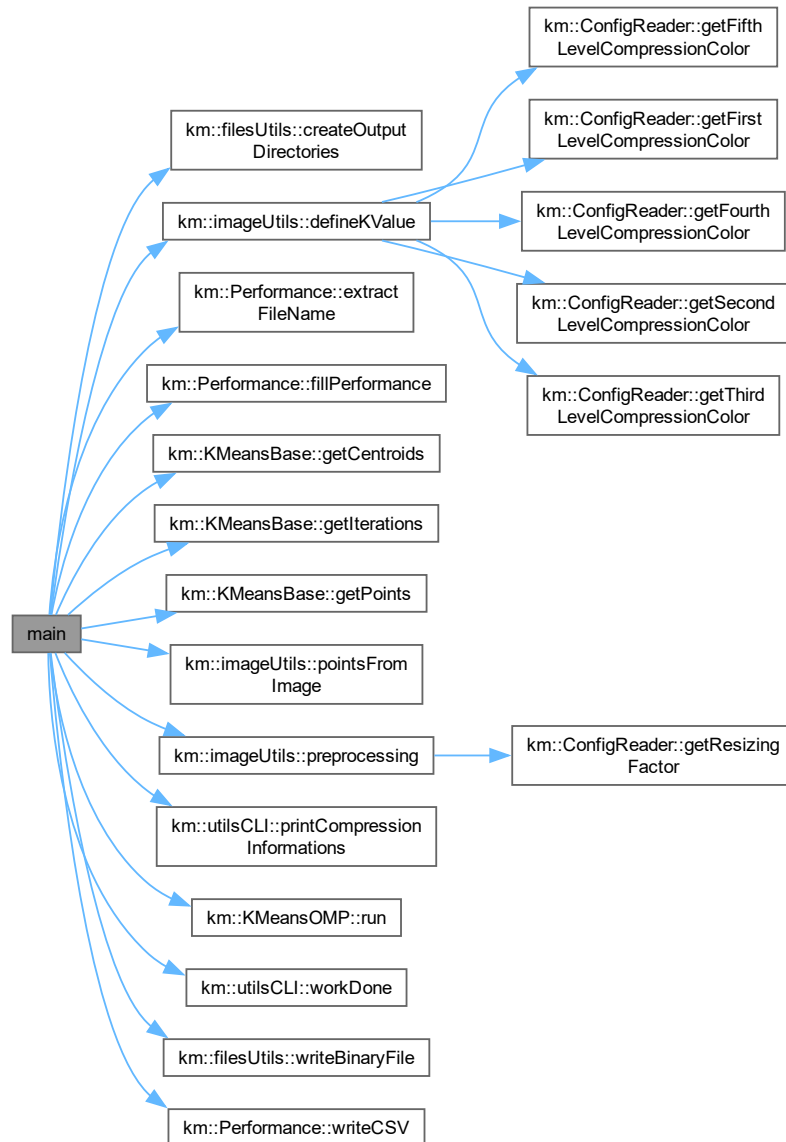 km::ConfigReader::getFifth
LevelCompressionColor
km::ConfigReader::getFirst
LevelCompressionColor
km::filesUtils::createOutput
Directories
km::imageUtils::defineKValue
km::ConfigReader::getFourth
LevelCompressionColor
km::Performance::extract
FileName
km::ConfigReader::getSecond
LevelCompressionColor
km::Performance::fillPerformance
km::ConfigReader::getThird
LevelCompressionColor
km::KMeansBase::getCentroids
km::KMeansBase::getIterations
km::KMeansBase::getPoints
main
km::imageUtils::pointsFrom
Image
km::imageUtils::preprocessing
km::ConfigReader::getResizing
Factor
km::utilsCLI::printCompression
Informations
km::KMeansOMP::run
km::utilsCLI::workDone
km::filesUtils::writeBinaryFile
km::Performance::writeCSV